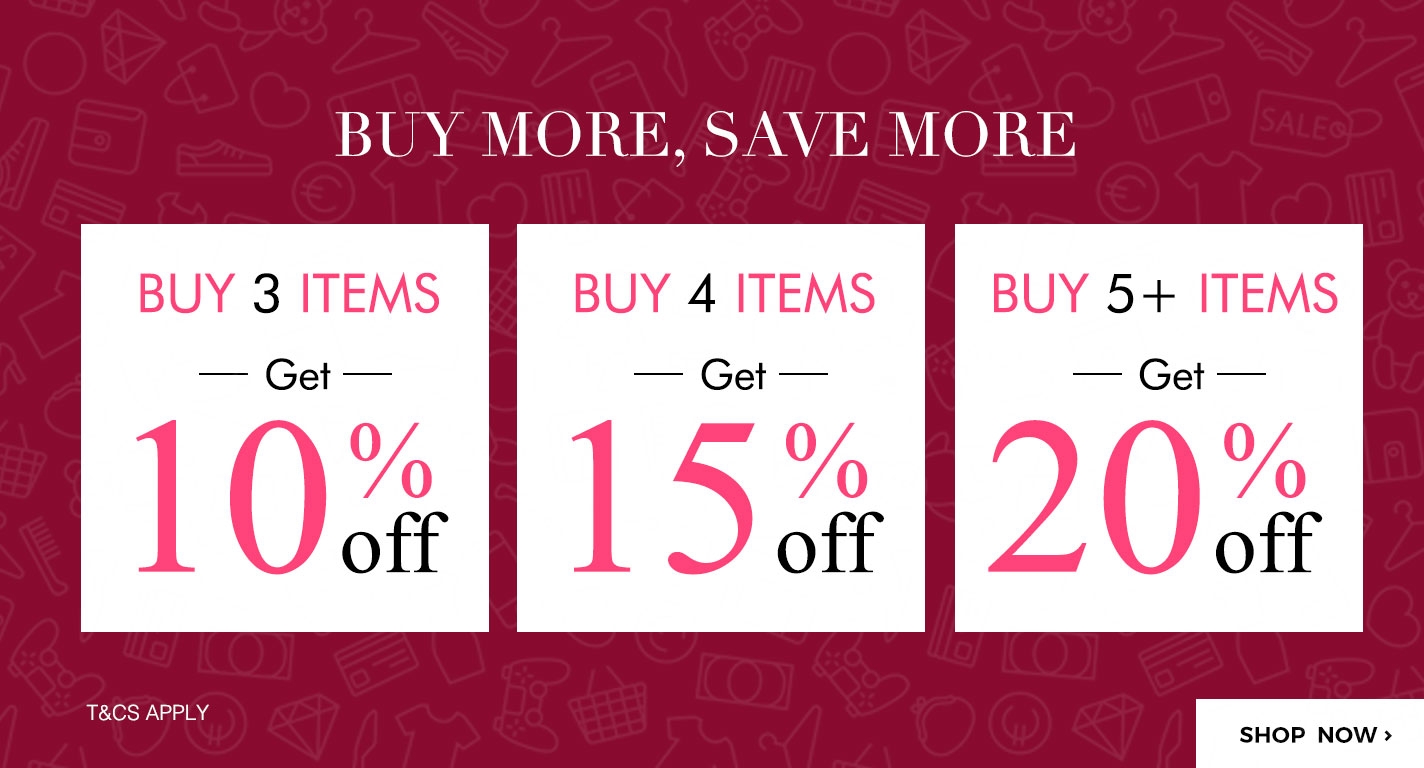 BUY MORE, SAVE MORE
BUY 3 ITEMS
Get
10%
off
BUY 4 ITEMS
Get
15%
off
BUY 5+ ITEMS
Get
20%
off
SALE
T&CS APPLY
SHOP NOW >